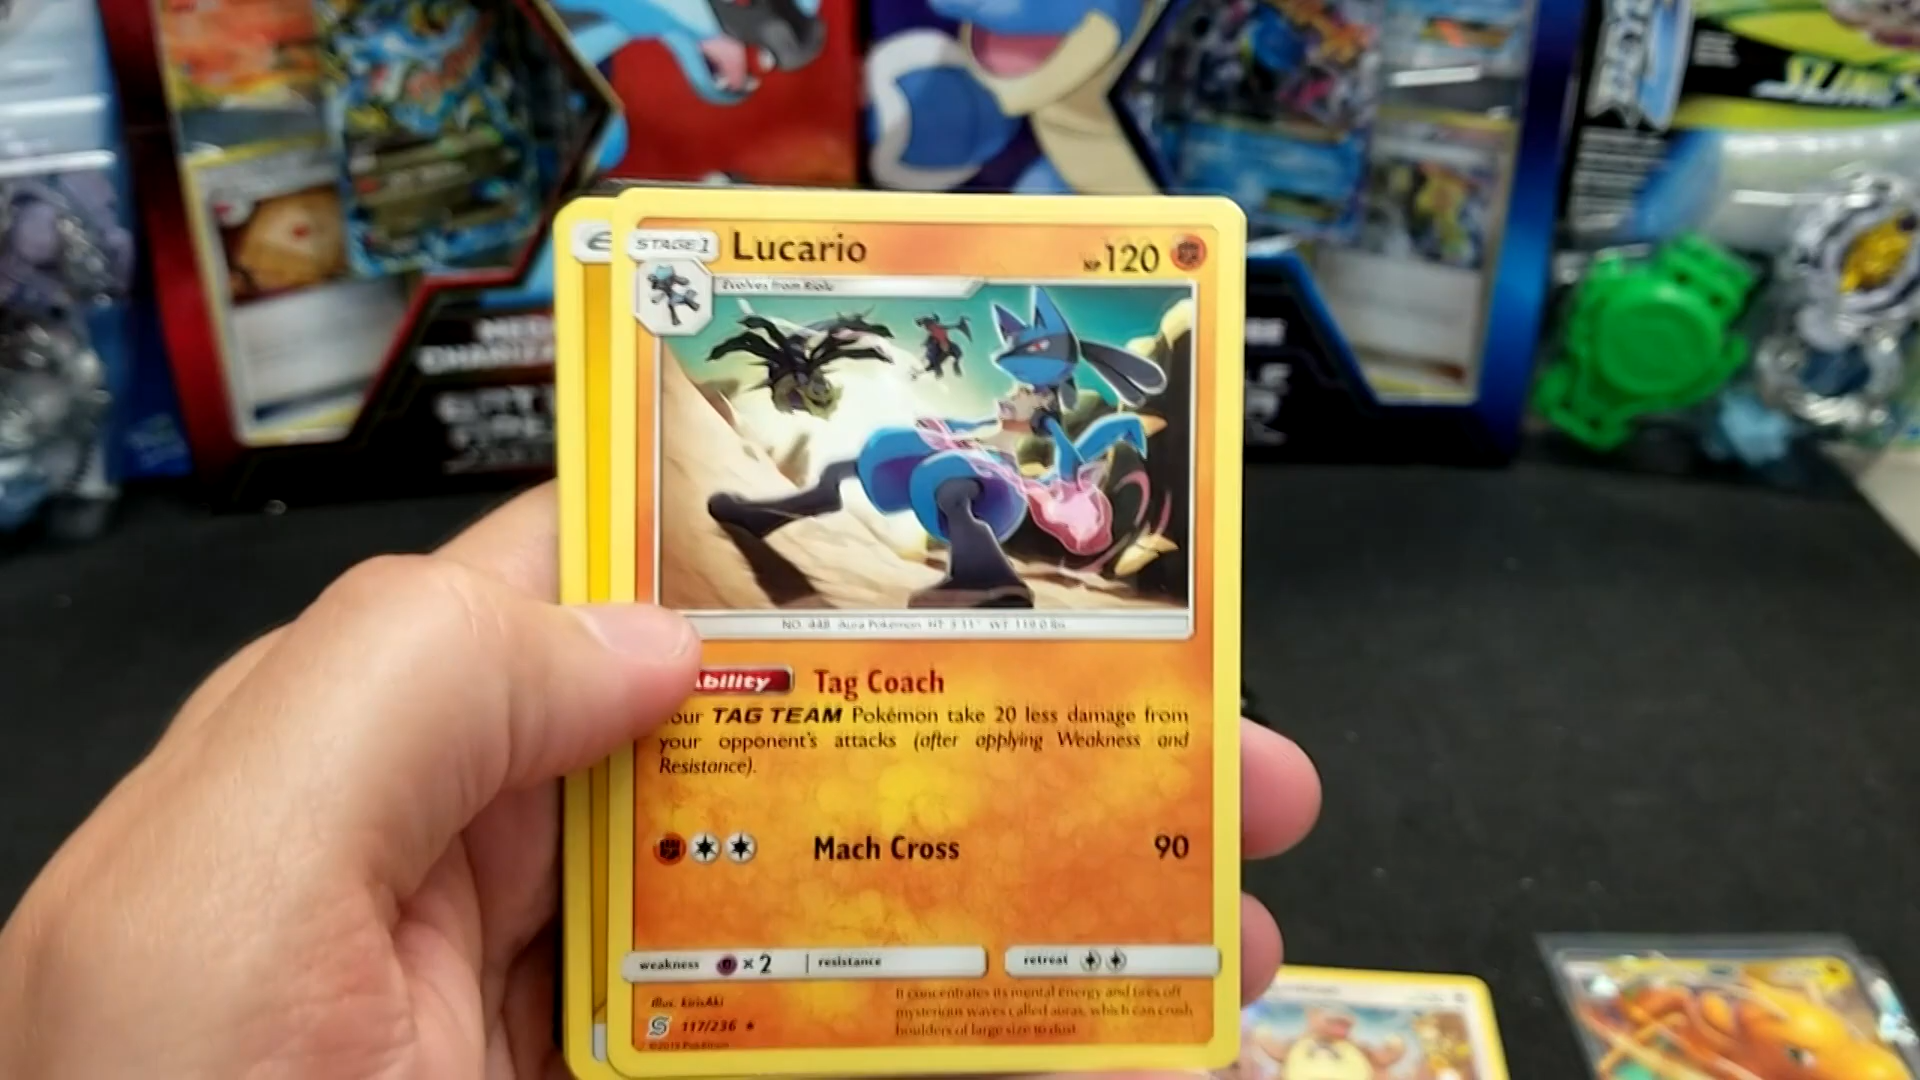 STAGE 1
Lucario
HP 120
Evolves from Riolu
NO. 448 Aura Pokémon HT: 3'11" WT: 119.0 lbs.
bility Tag Coach
our TAG TEAM Pokémon take 20 less damage from
your opponent's attacks (after applying Weakness and
Resistance).
Mach Cross 90
weakness × 2 resistance
retreat
Illus. kirisAki
It concentrates its mental energy and fires off
mysterious waves called auras, which can crush
boulders of large size to dust.
117/236 ★
©2019 Pokémon
MEGA